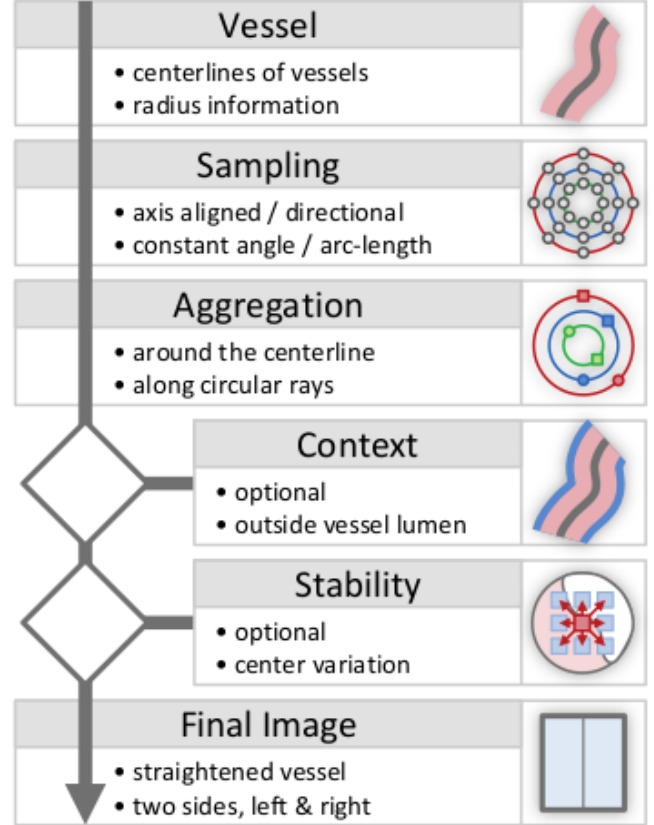 Vessel
• centerlines of vessels
• radius information
Sampling
• axis aligned / directional
• constant angle / arc-length
Aggregation
• around the centerline
• along circular rays
Context
• optional
• outside vessel lumen
Stability
• optional
• center variation
Final Image
• straightened vessel
• two sides, left & right